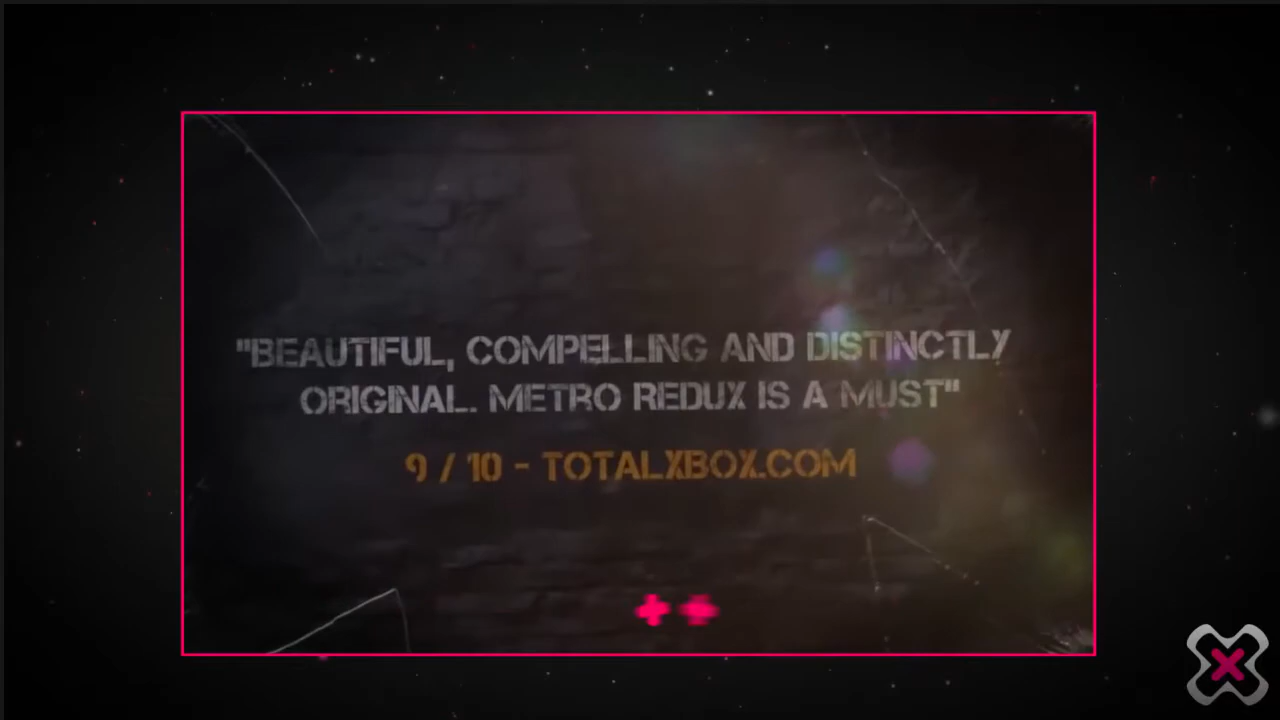 "BEAUTIFUL, COMPELLING AND DISTINCTLY
ORIGINAL. METRO REDUX IS A MUST"
9 / 10 - TOTALXBOX.COM